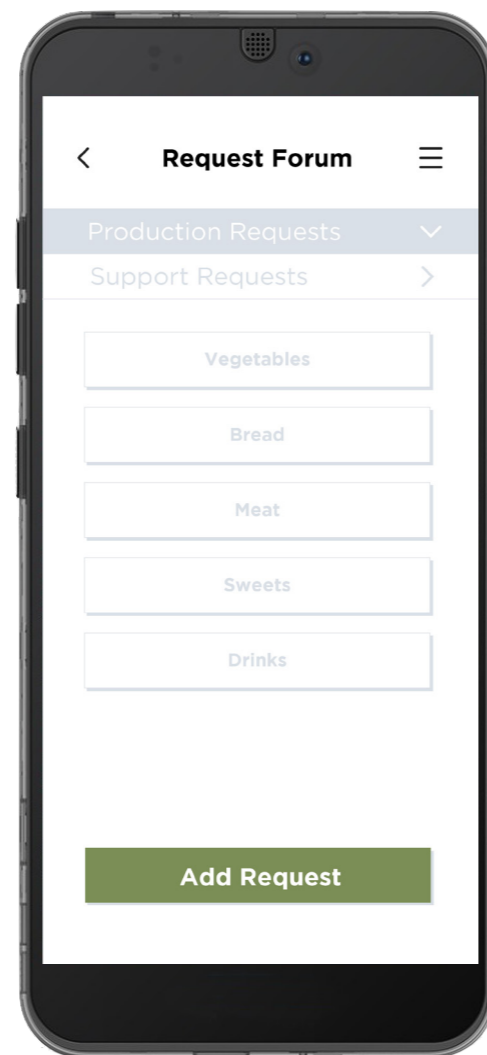 Request Forum
Production Requests
Support Requests
Vegetables
Bread
Meat
Sweets
Drinks
Add Request